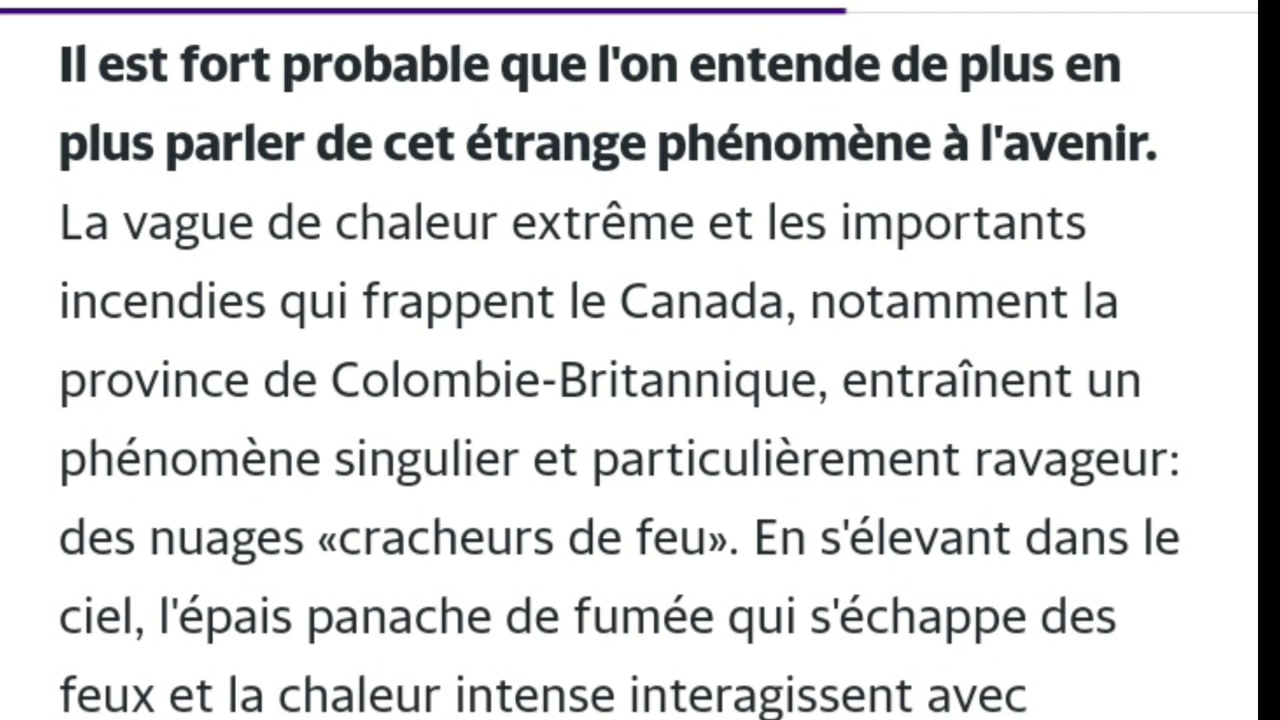 Il est fort probable que l'on entende de plus en
plus parler de cet étrange phénomène à l'avenir.
La vague de chaleur extrême et les importants
incendies qui frappent le Canada, notamment la
province de Colombie-Britannique, entraînent un
phénomène singulier et particulièrement ravageur:
des nuages «cracheurs de feu». En s'élevant dans le
ciel, l'épais panache de fumée qui s'échappe des
feux et la chaleur intense interagissent avec